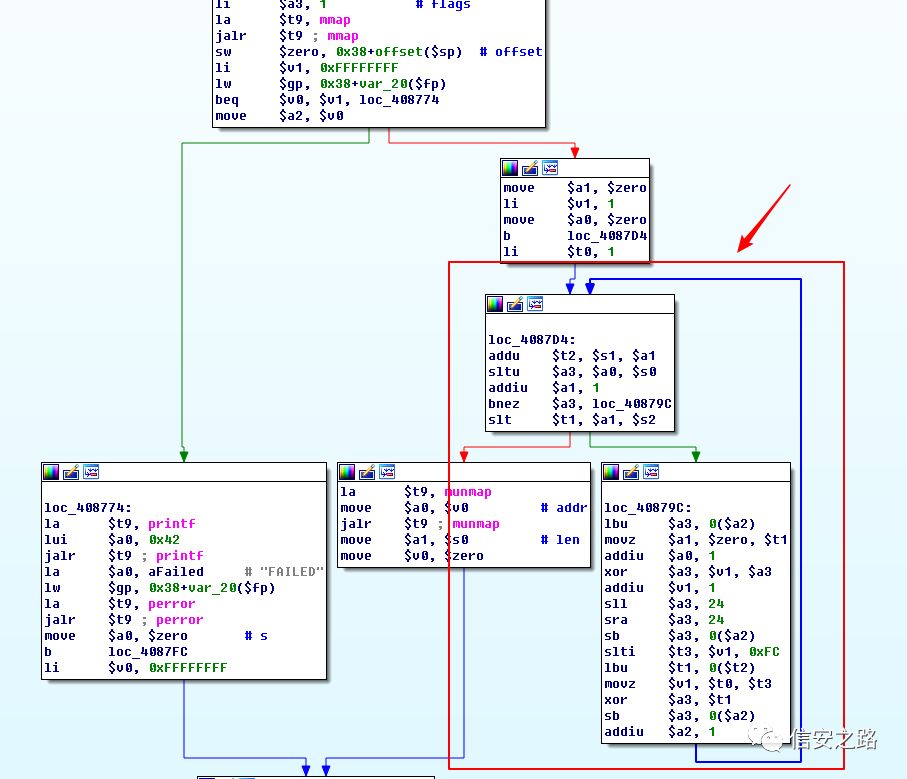 li $a3, 1 # flags
la $t9, mmap
jalr $t9 ; mmap
sw $zero, 0x38+offset($sp) # offset
li $v1, 0xFFFFFFFF
lw $gp, 0x38+var_20($fp)
beq $v0, $v1, loc_408774
move $a2, $v0
move $a1, $zero
li $v1, 1
move $a0, $zero
b loc_4087D4
li $t0, 1
loc_4087D4:
addu $t2, $s1, $a1
sltu $a3, $a0, $s0
addiu $a1, 1
bnez $a3, loc_40879C
slt $t1, $a1, $s2
loc_408774:
la $t9, printf
lui $a0, 0x42
jalr $t9 ; printf
la $a0, aFailed # "FAILED"
lw $gp, 0x38+var_20($fp)
la $t9, perror
jalr $t9 ; perror
move $a0, $zero # s
b loc_4087FC
li $v0, 0xFFFFFFFF
la $t9, munmap
move $a0, $v0 # addr
jalr $t9 ; munmap
move $a1, $s0 # len
move $v0, $zero
loc_40879C:
lbu $a3, 0($a2)
movz $a1, $zero, $t1
addiu $a0, 1
xor $a3, $v1, $a3
addiu $v1, 1
sll $a3, 24
sra $a3, 24
sb $a3, 0($a2)
slti $t3, $v1, 0xFC
lbu $t1, 0($t2)
movz $v1, $t0, $t3
xor $a3, $t1
sb $a3, 0($a2)
addiu $a2, 1
信安之路